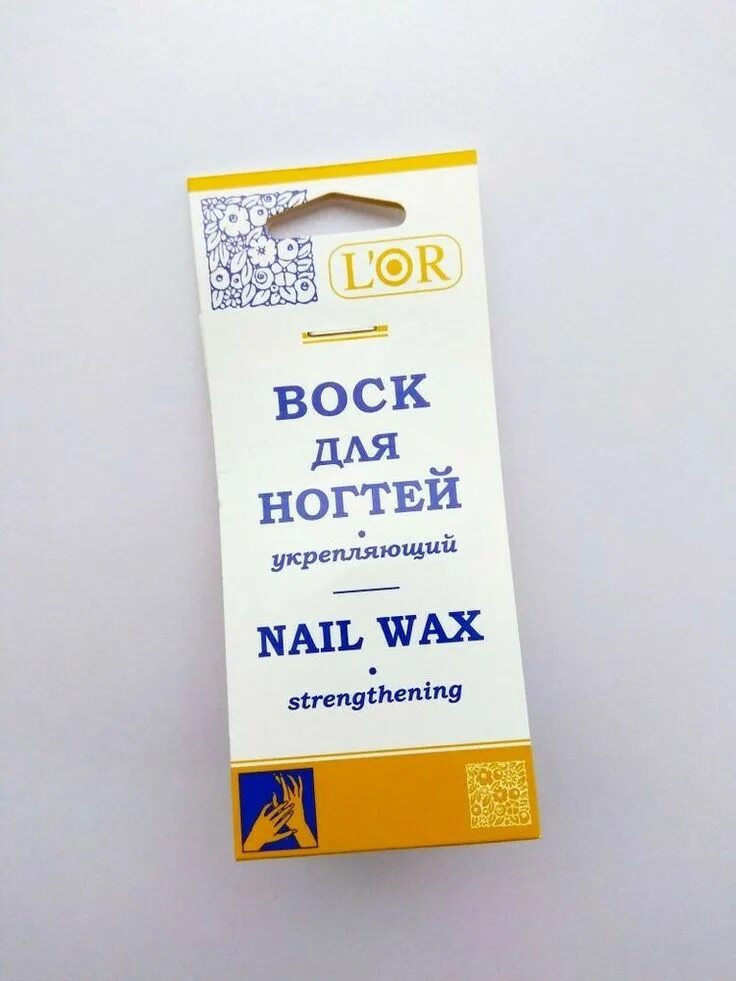 L'OR
ВОСК
ДЛЯ
НОГТЕЙ
укрепляющий
NAIL WAX
strengthening